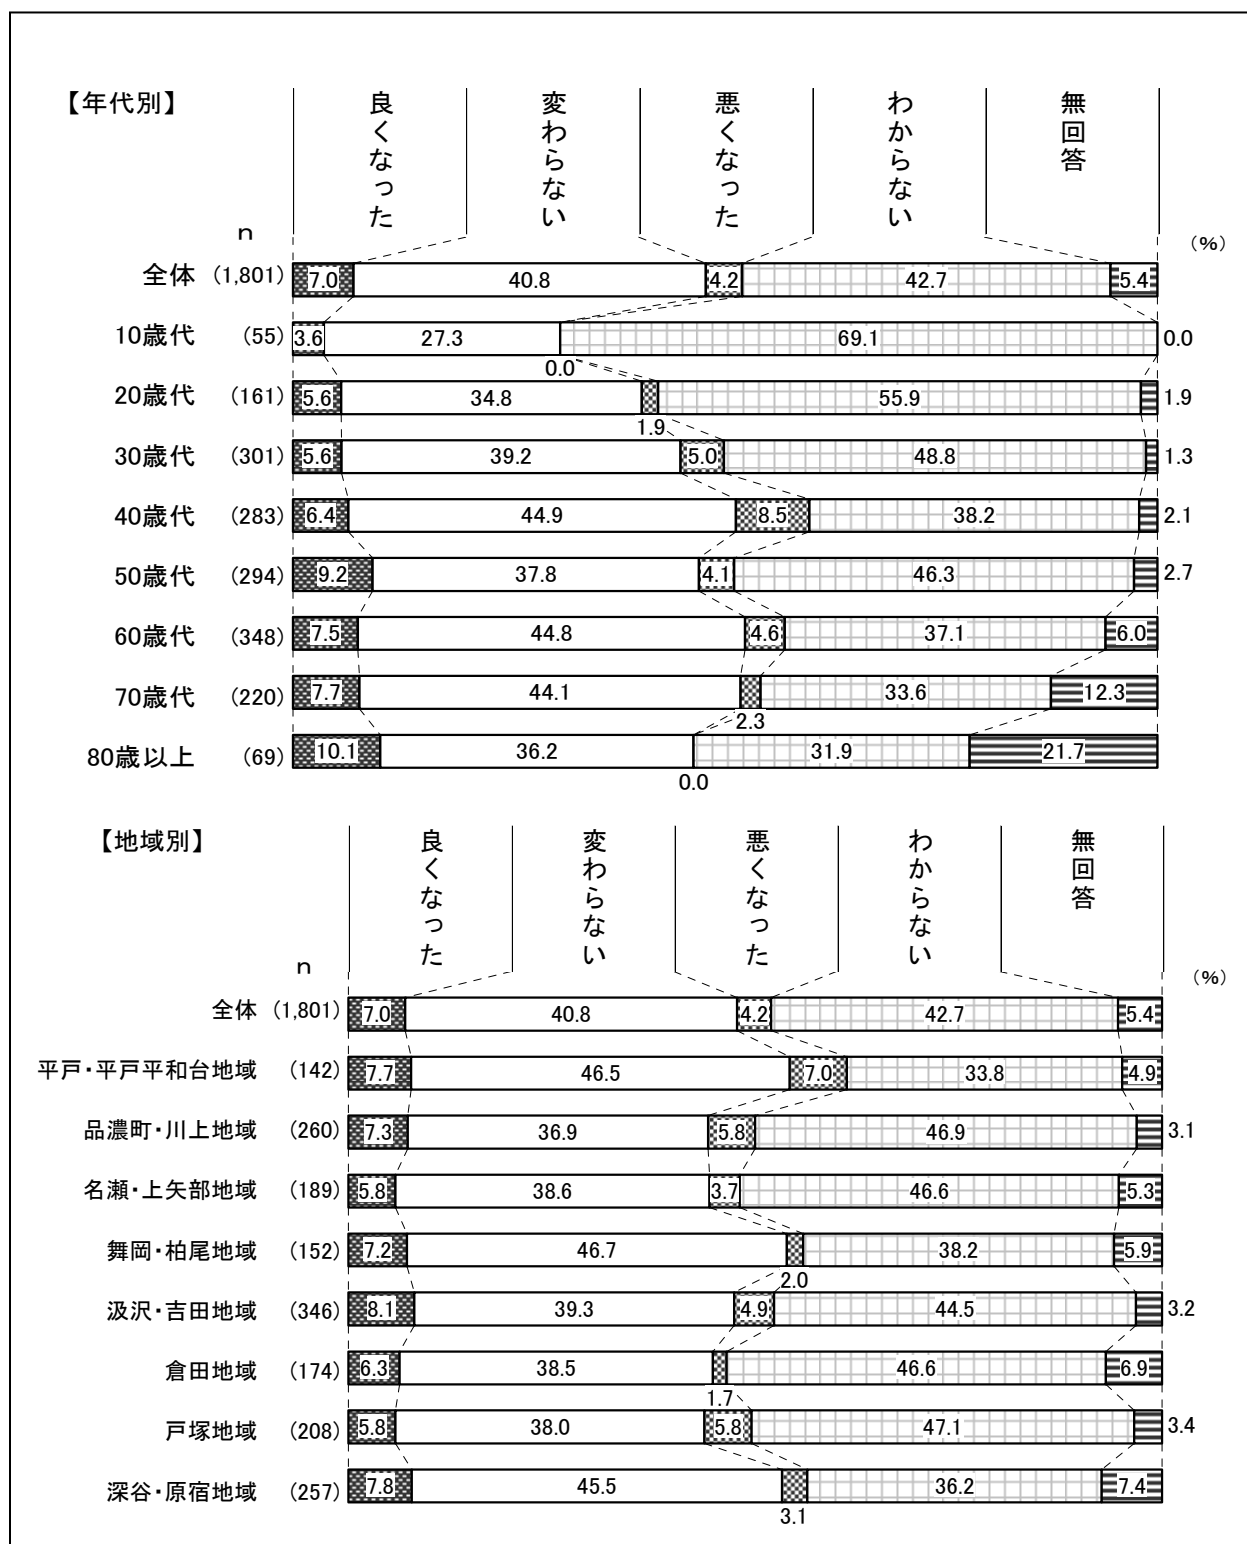 【年代別】
良くなった 変わらない 悪くなった わからない 無回答
n
(%)
全体 (1,801) 7.0 40.8 4.2 42.7 5.4
10歳代 (55) 3.6 27.3 69.1 0.0
0.0
20歳代 (161) 5.6 34.8 55.9 1.9
1.9
30歳代 (301) 5.6 39.2 5.0 48.8 1.3
40歳代 (283) 6.4 44.9 8.5 38.2 2.1
50歳代 (294) 9.2 37.8 4.1 46.3 2.7
60歳代 (348) 7.5 44.8 4.6 37.1 6.0
70歳代 (220) 7.7 44.1 33.6 12.3
2.3
80歳以上 (69) 10.1 36.2 31.9 21.7
0.0
【地域別】
良くなった 変わらない 悪くなった わからない 無回答
n
(%)
全体 (1,801) 7.0 40.8 4.2 42.7 5.4
平戸・平戸平和台地域 (142) 7.7 46.5 7.0 33.8 4.9
品濃町・川上地域 (260) 7.3 36.9 5.8 46.9 3.1
名瀬・上矢部地域 (189) 5.8 38.6 3.7 46.6 5.3
舞岡・柏尾地域 (152) 7.2 46.7 38.2 5.9
2.0
汲沢・吉田地域 (346) 8.1 39.3 4.9 44.5 3.2
倉田地域 (174) 6.3 38.5 46.6 6.9
1.7
戸塚地域 (208) 5.8 38.0 5.8 47.1 3.4
深谷・原宿地域 (257) 7.8 45.5 36.2 7.4
3.1